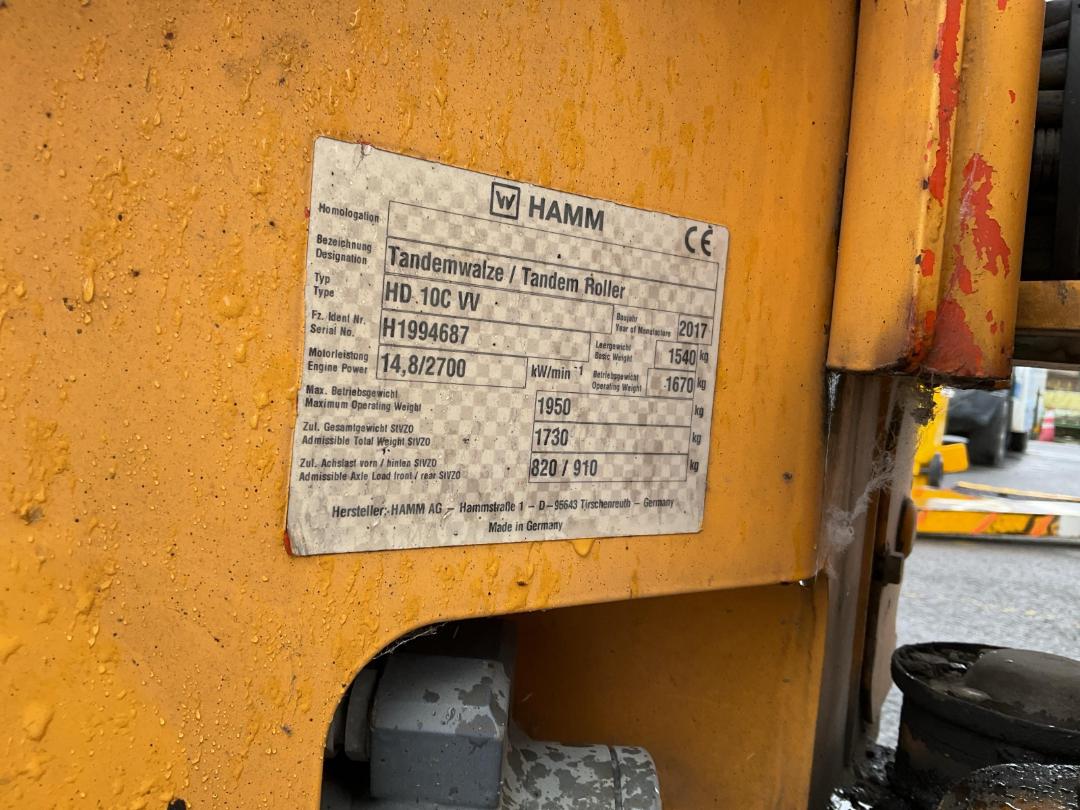 W HAMM
CE
Homologation
Bezeichnung
Designation
Tandemwalze / Tandem Roller
Typ
Type
HD 10C VV
Baujahr
Year of Manufacture
2017
Fz. Ident Nr.
Serial No.
H1994687
Leergewicht
Basic Weight
1540 kg
Motorleistung
Engine Power
14,8/2700
kW/min⁻¹
Betriebsgewicht
Operating Weight
1670 kg
Max. Betriebsgewicht
Maximum Operating Weight
1950 kg
Zul. Gesamtgewicht StVZO
Admissible Total Weight StVZO
1730 kg
Zul. Achslast vorn / hinten StVZO
Admissible Axle Load front / rear StVZO
820 / 910 kg
Hersteller: HAMM AG – Hammstraße 1 – D–95643 Tirschenreuth – Germany
Made in Germany